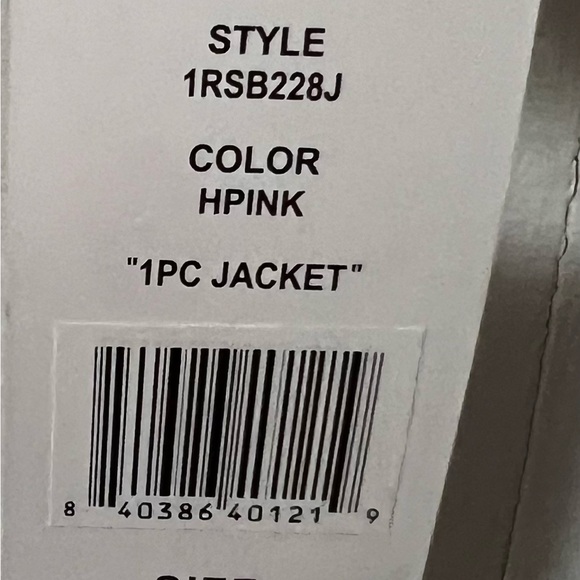 STYLE
1RSB228J
COLOR
HPINK
"1PC JACKET"
8 40386 40121 9